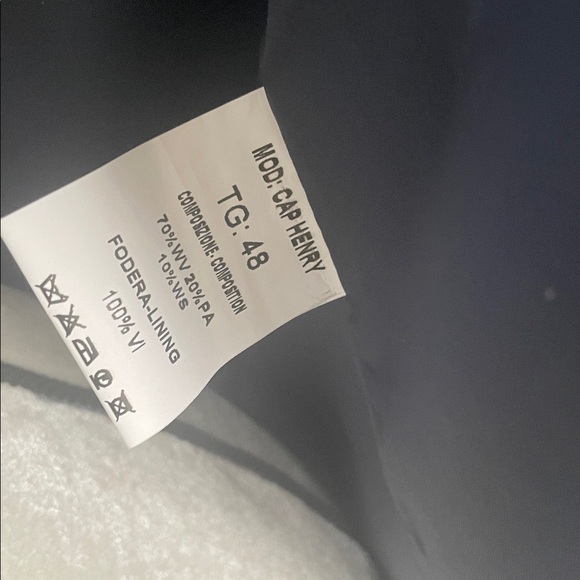 MOD: CAP HENRY
TG: 48
COMPOSIZIONE: COMPOSITION
70% WV 20% PA
10% WS
FODERA-LINING
100% VI